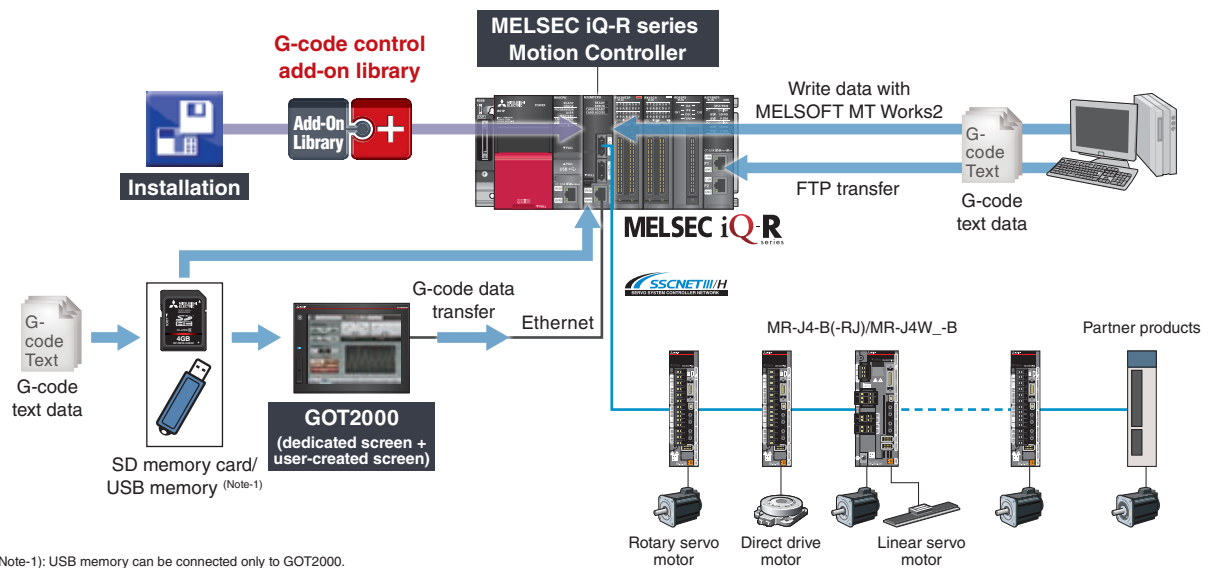 MELSEC iQ-R series
Motion Controller
G-code control
add-on library
Add-On
Library
Installation
Write data with
MELSOFT MT Works2
FTP transfer
G-
code
Text
G-code
text data
MELSEC iQ-R
series
SSCNETIII/H
SERVO SYSTEM CONTROLLER NETWORK
G-
code
Text
G-code
text data
4GB
SD memory card/
USB memory (Note-1)
GOT2000
(dedicated screen +
user-created screen)
G-code data
transfer
Ethernet
MR-J4-B(-RJ)/MR-J4W_-B
Partner products
Rotary servo
motor
Direct drive
motor
Linear servo
motor
Note-1): USB memory can be connected only to GOT2000.